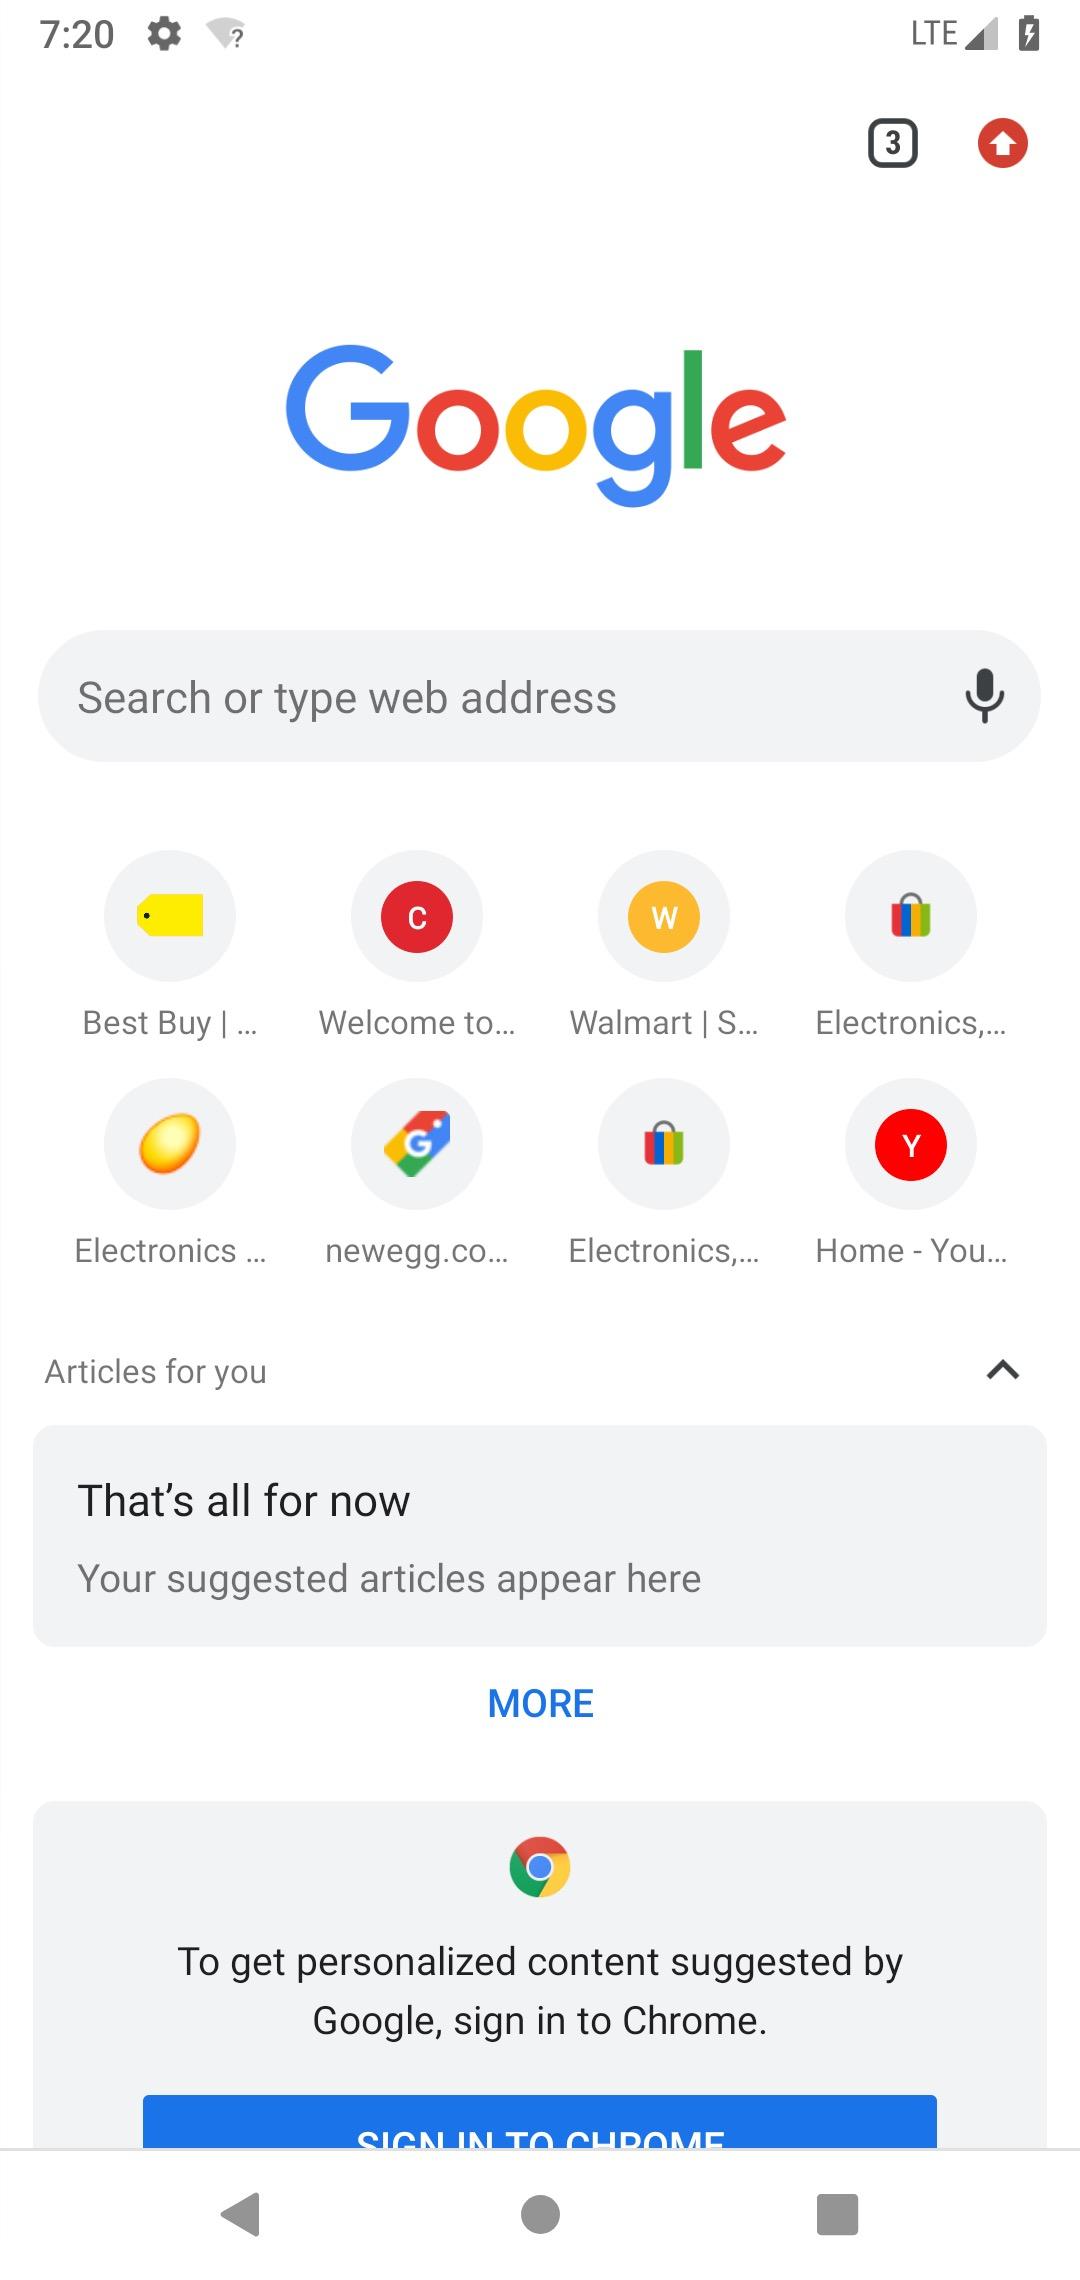 7:20
LTE
3
Google
Search or type web address
C
W
Best Buy | ...
Welcome to...
Walmart | S...
Electronics,...
G
Y
Electronics ...
newegg.co...
Electronics,...
Home - You...
Articles for you
That's all for now
Your suggested articles appear here
MORE
To get personalized content suggested by
Google, sign in to Chrome.
SIGN IN TO CHROME